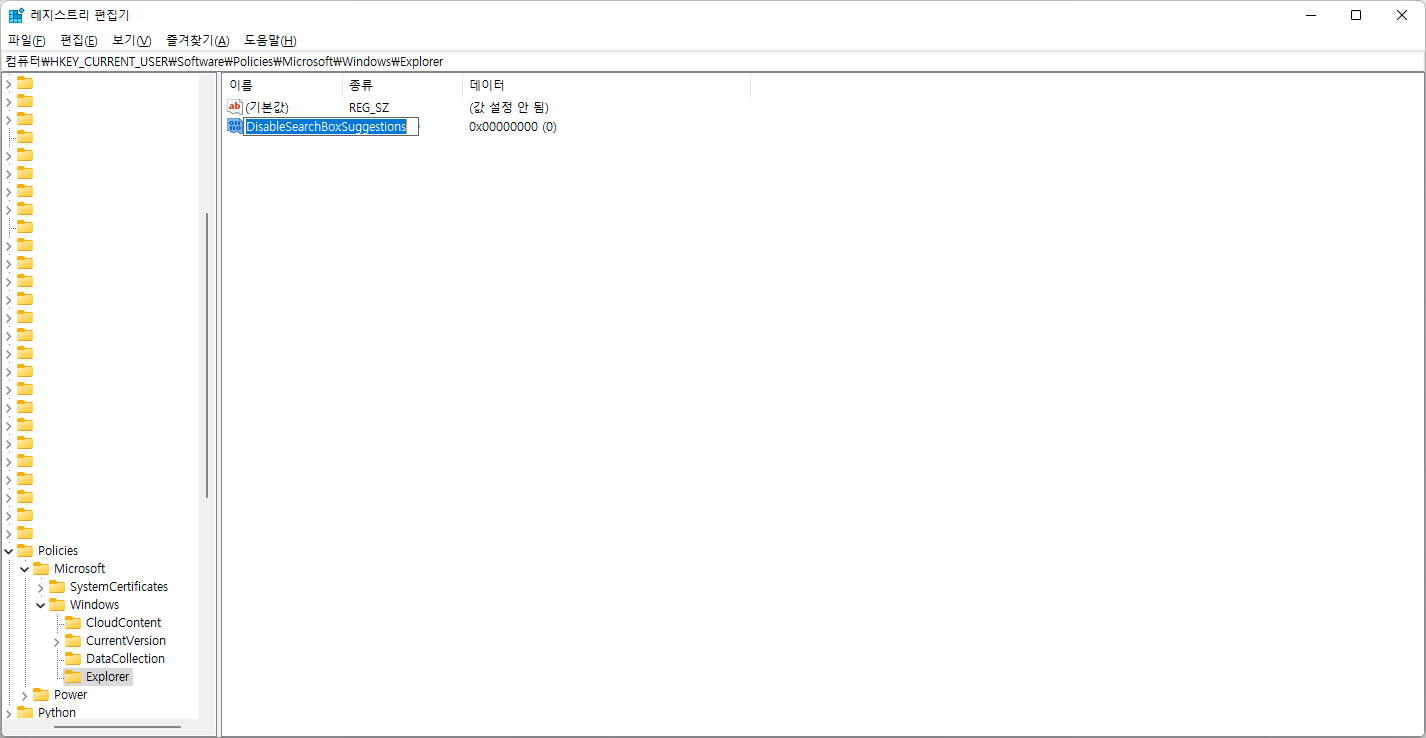 레지스트리 편집기
파일(F) 편집(E) 보기(V) 즐겨찾기(A) 도움말(H)
컴퓨터₩HKEY_CURRENT_USER₩Software₩Policies₩Microsoft₩Windows₩Explorer
이름 종류 데이터
ab (기본값) REG_SZ (값 설정 안 됨)
DisableSearchBoxSuggestions 0x00000000 (0)
Policies
Microsoft
SystemCertificates
Windows
CloudContent
CurrentVersion
DataCollection
Explorer
Power
Python